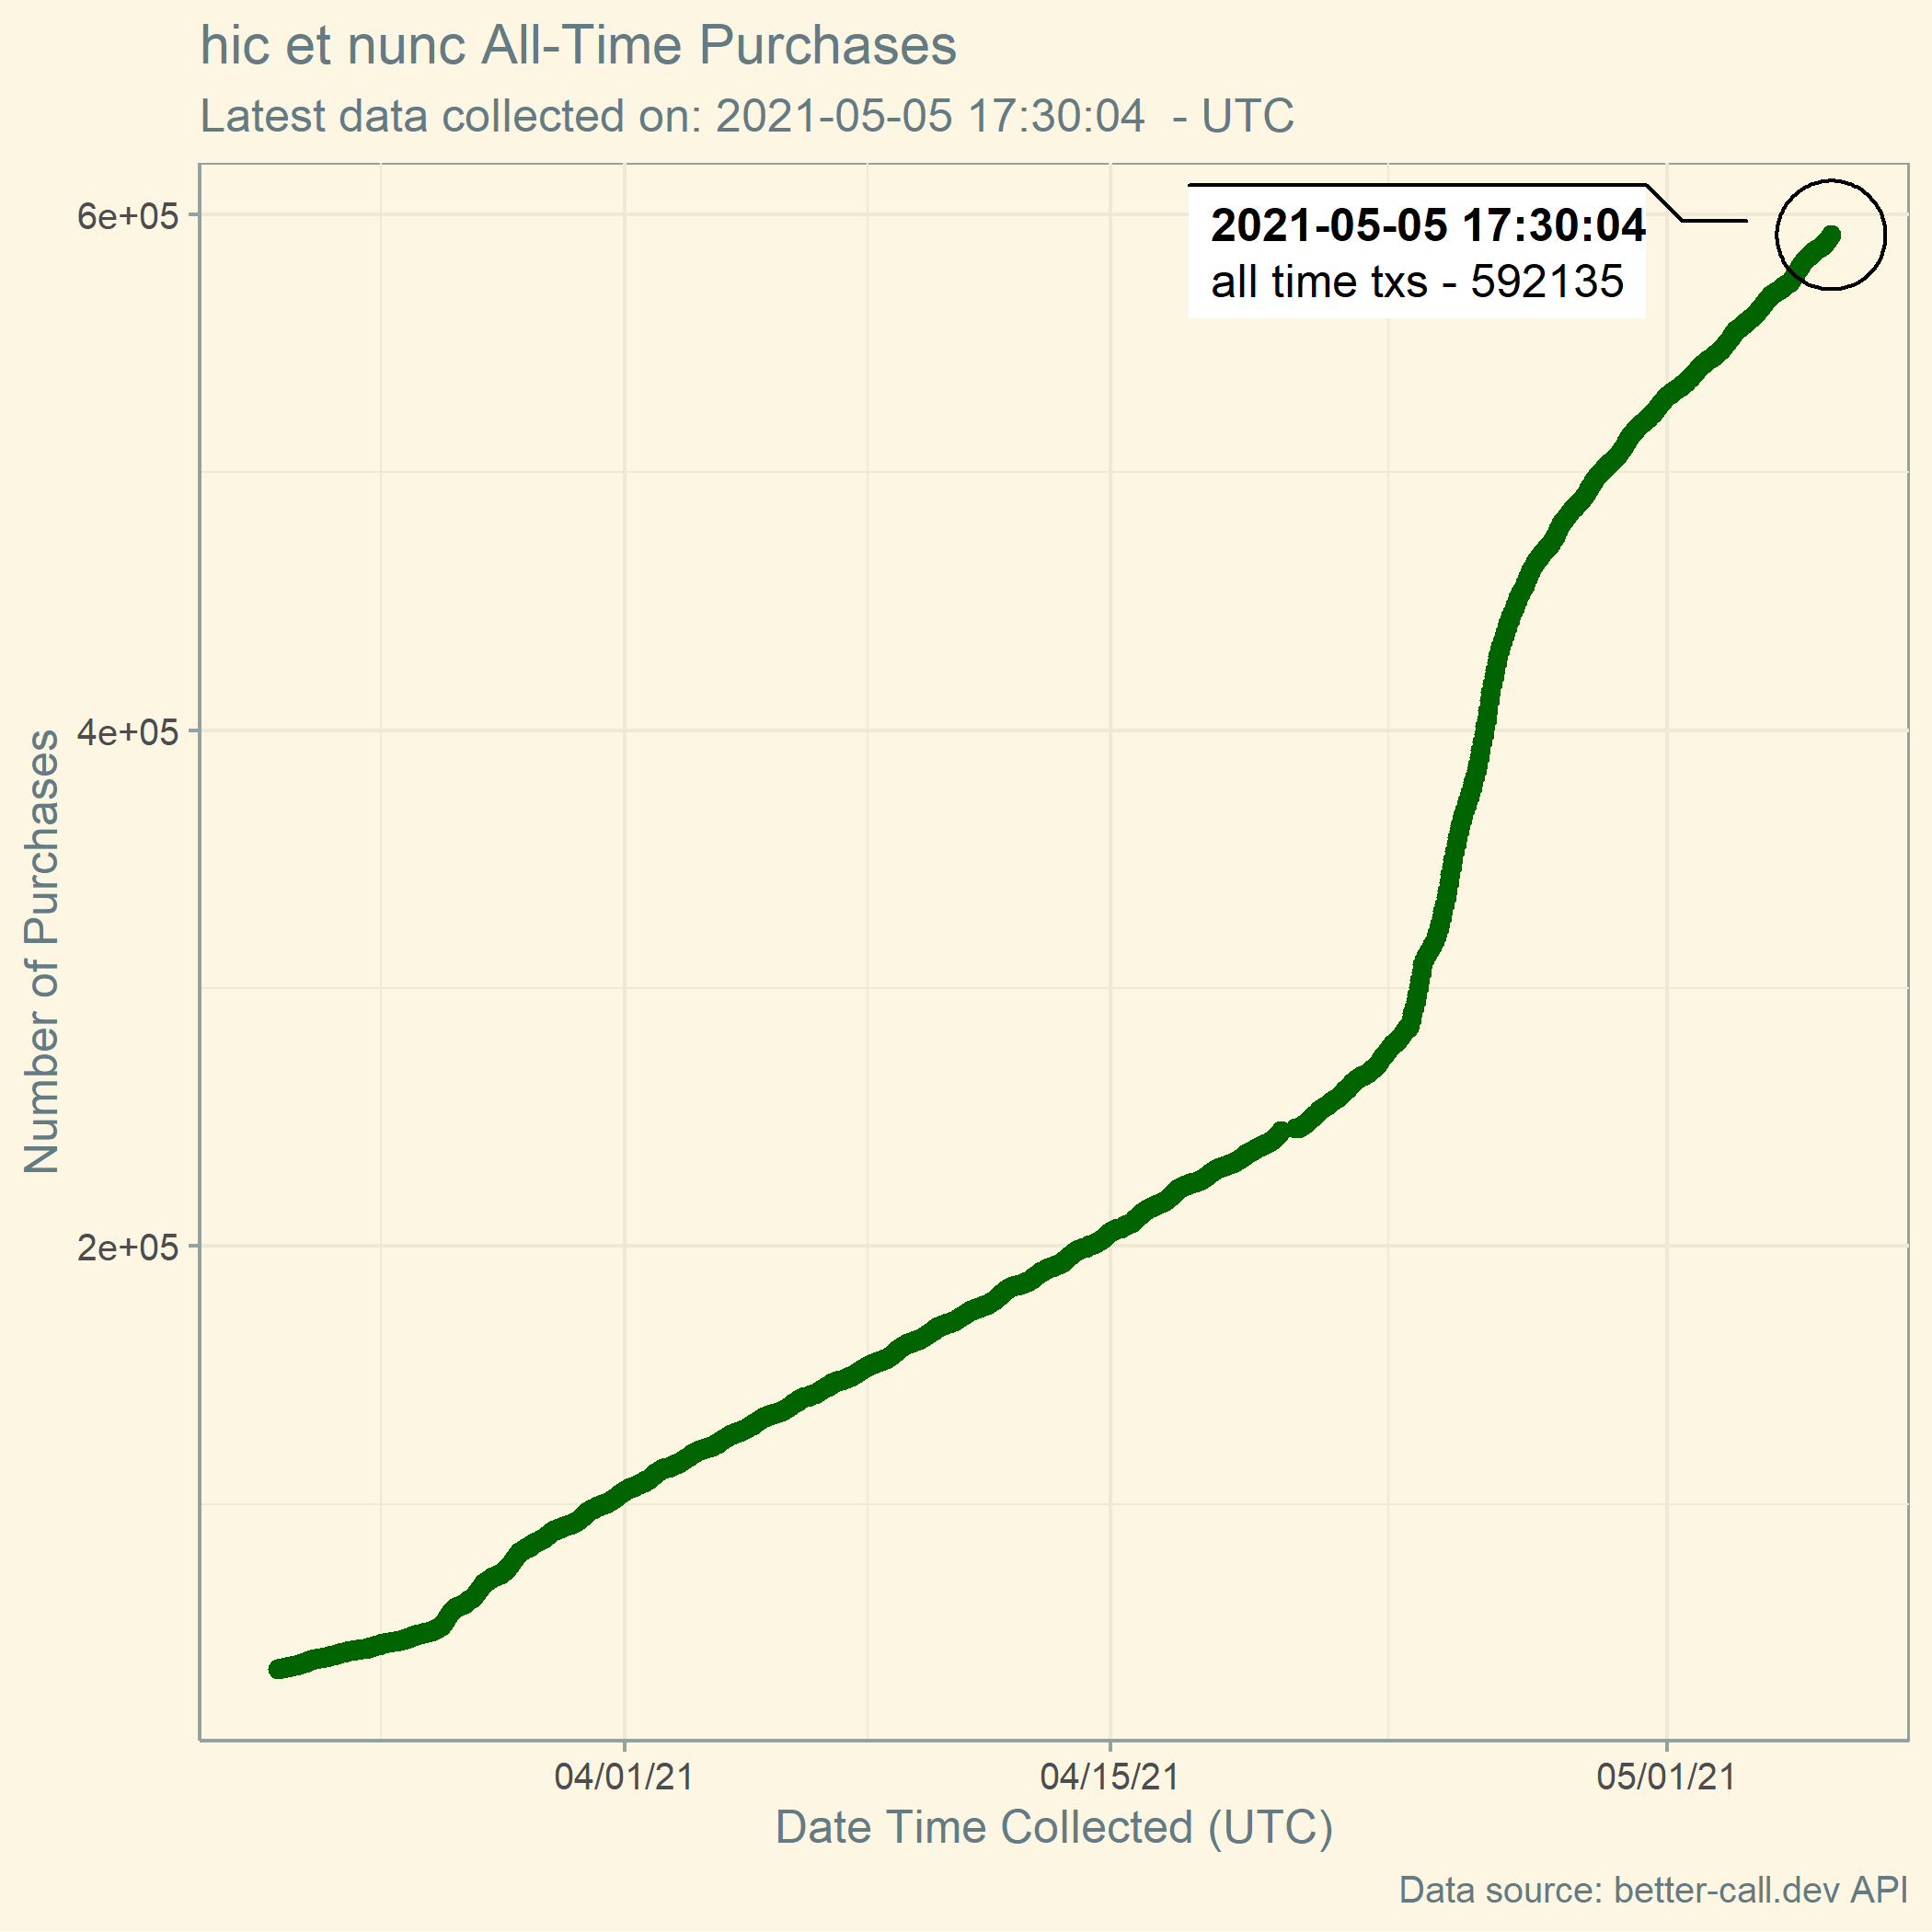 hic et nunc All-Time Purchases
Latest data collected on: 2021-05-05 17:30:04  - UTC
2021-05-05 17:30:04
all time txs - 592135
6e+05
4e+05
2e+05
Number of Purchases
04/01/21
04/15/21
05/01/21
Date Time Collected (UTC)
Data source: better-call.dev API